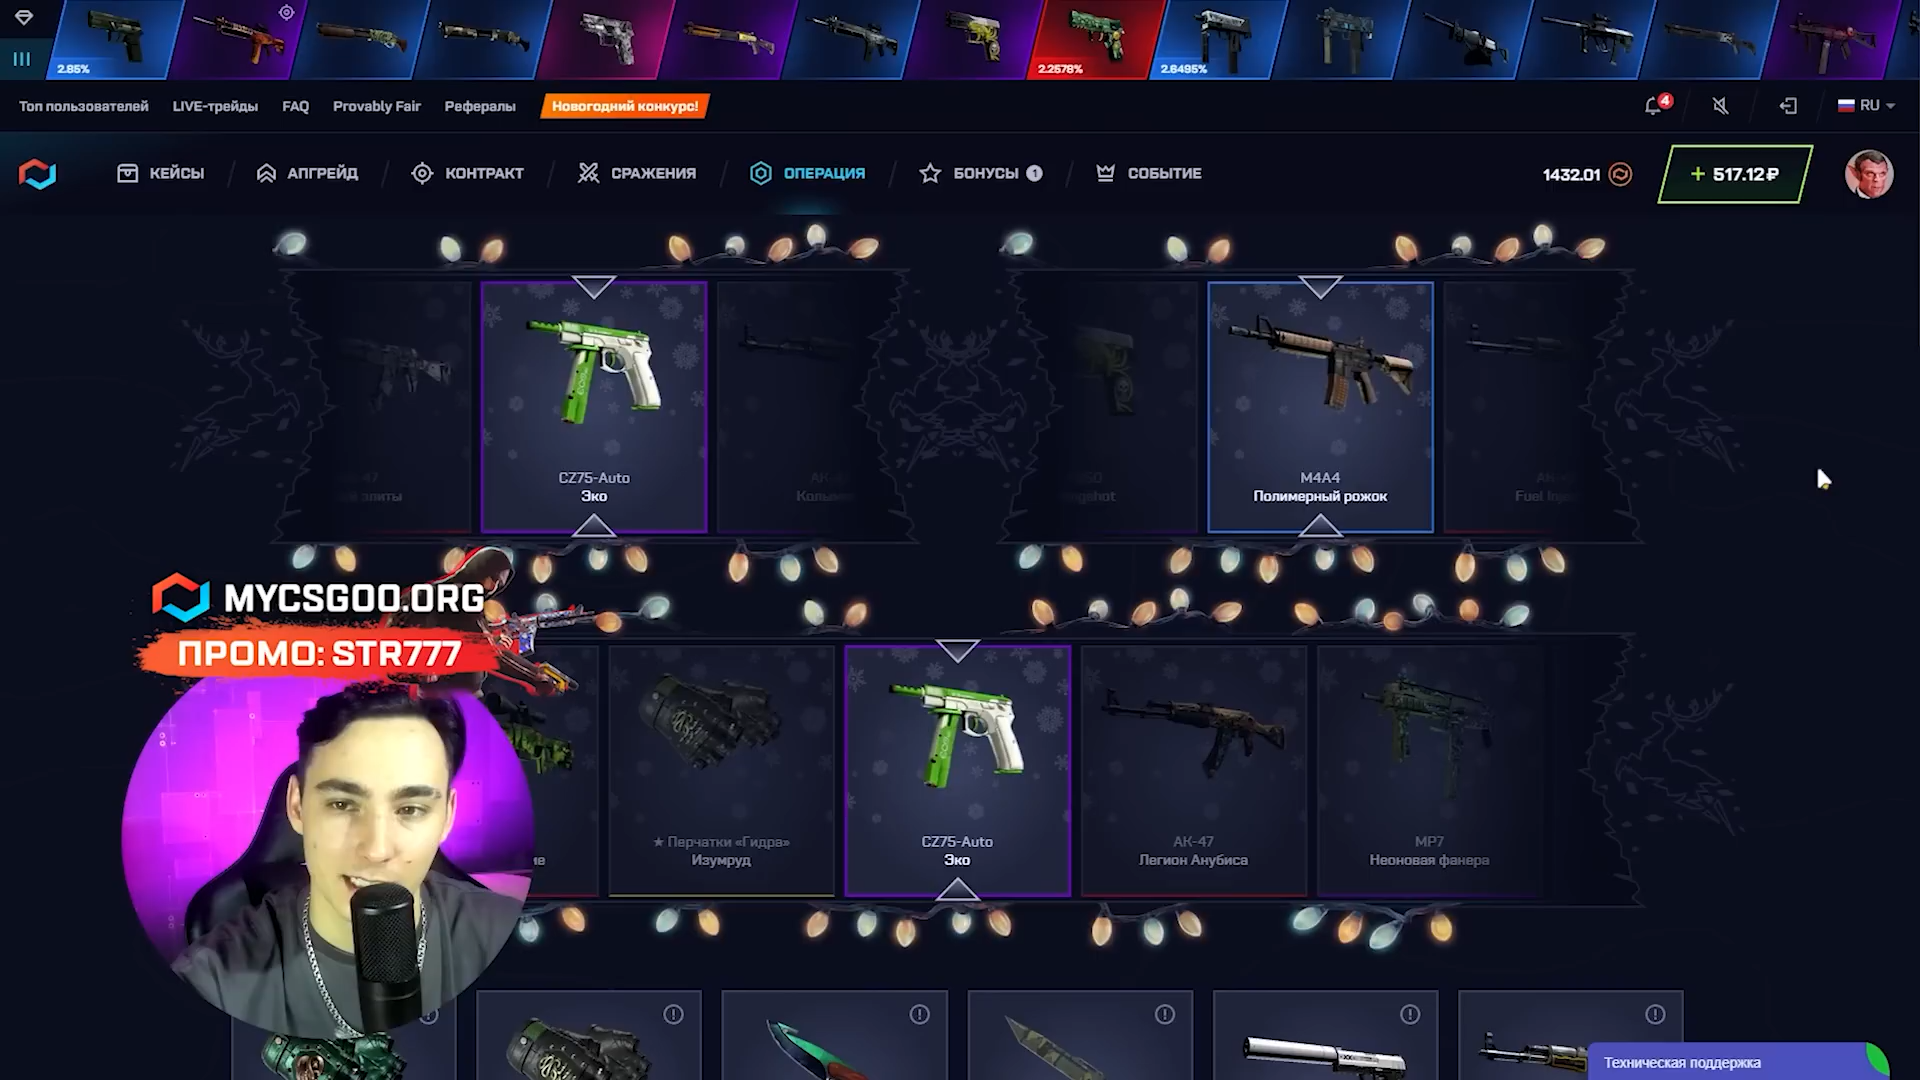 2.85%
2.2578%
2.6495%
Топ пользователей
LIVE-трейды
FAQ
Provably Fair
Рефералы
Новогодний конкурс!
4
RU
КЕЙСЫ
АПГРЕЙД
КОНТРАКТ
СРАЖЕНИЯ
ОПЕРАЦИЯ
БОНУСЫ 1
СОБЫТИЕ
1432.01
+ 517.12₽
CZ75-Auto
Эко
M4A4
Полимерный рожок
MYCSGOO.ORG
ПРОМО: STR777
★ Перчатки «Гидра»
Изумруд
CZ75-Auto
Эко
AK-47
Легион Анубиса
MP7
Неоновая фанера
Техническая поддержка